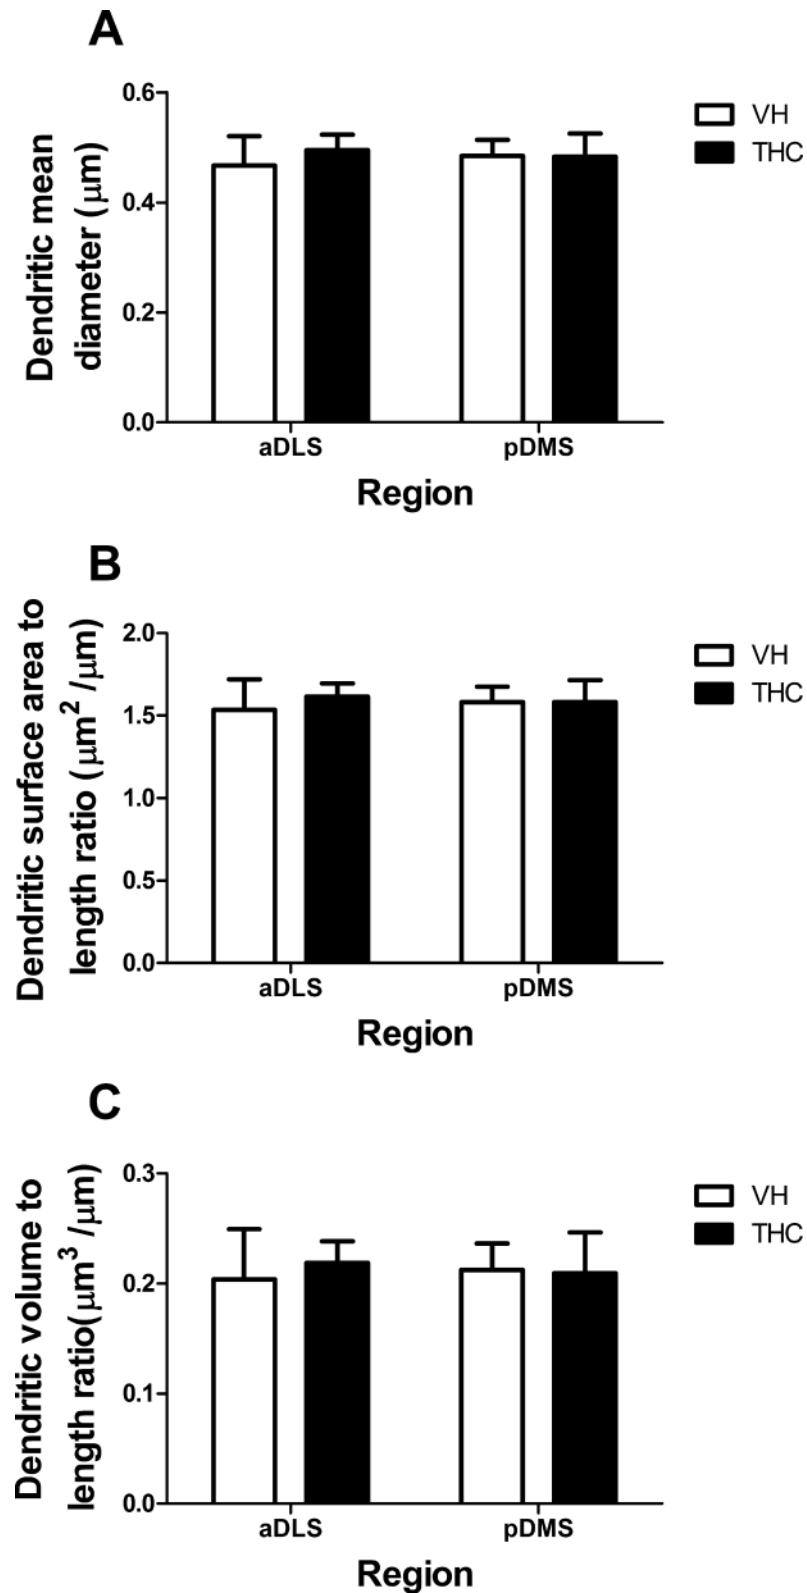 A
Dendritic mean
diameter (μm)
0.6
0.4
0.2
0.0
aDLS pDMS
Region
VH
THC
B
Dendritic surface area to
length ratio (μm² /μm)
2.0
1.5
1.0
0.5
0.0
aDLS pDMS
Region
VH
THC
C
Dendritic volume to
length ratio(μm³ /μm)
0.3
0.2
0.1
0.0
aDLS pDMS
Region
VH
THC